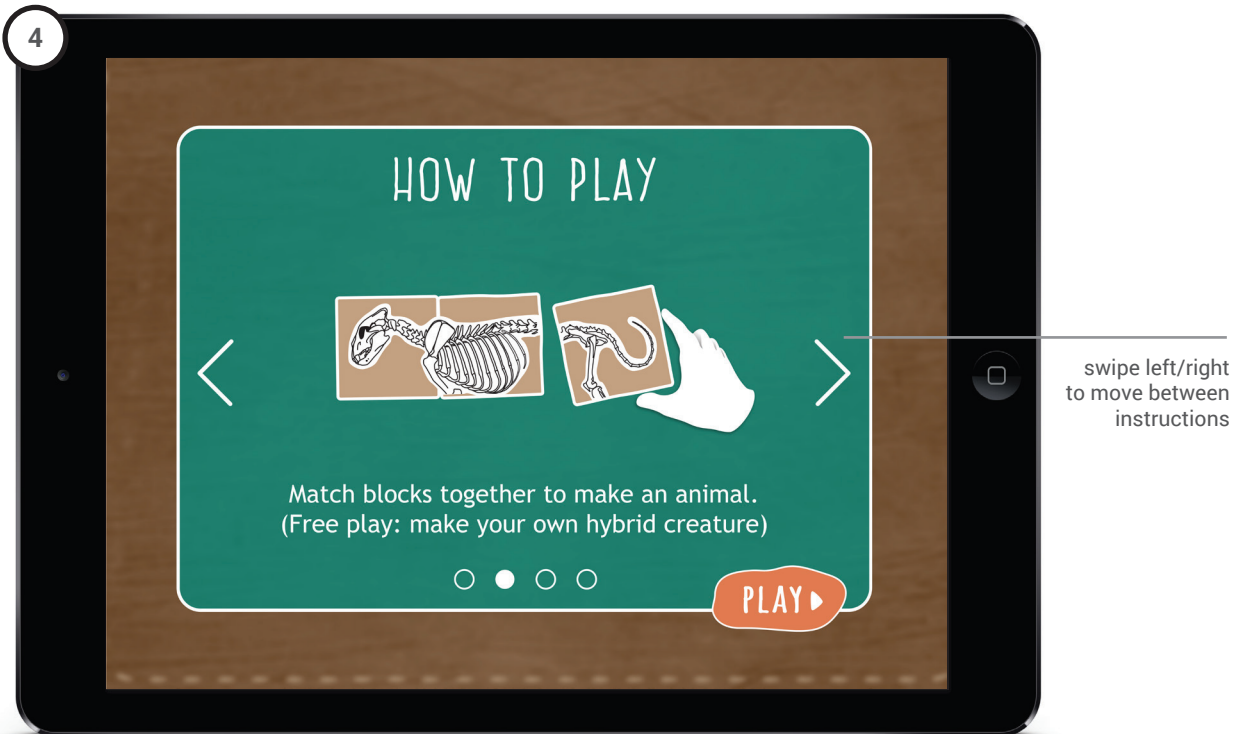 4
HOW TO PLAY
swipe left/right
to move between
instructions
Match blocks together to make an animal.
(Free play: make your own hybrid creature)
PLAY